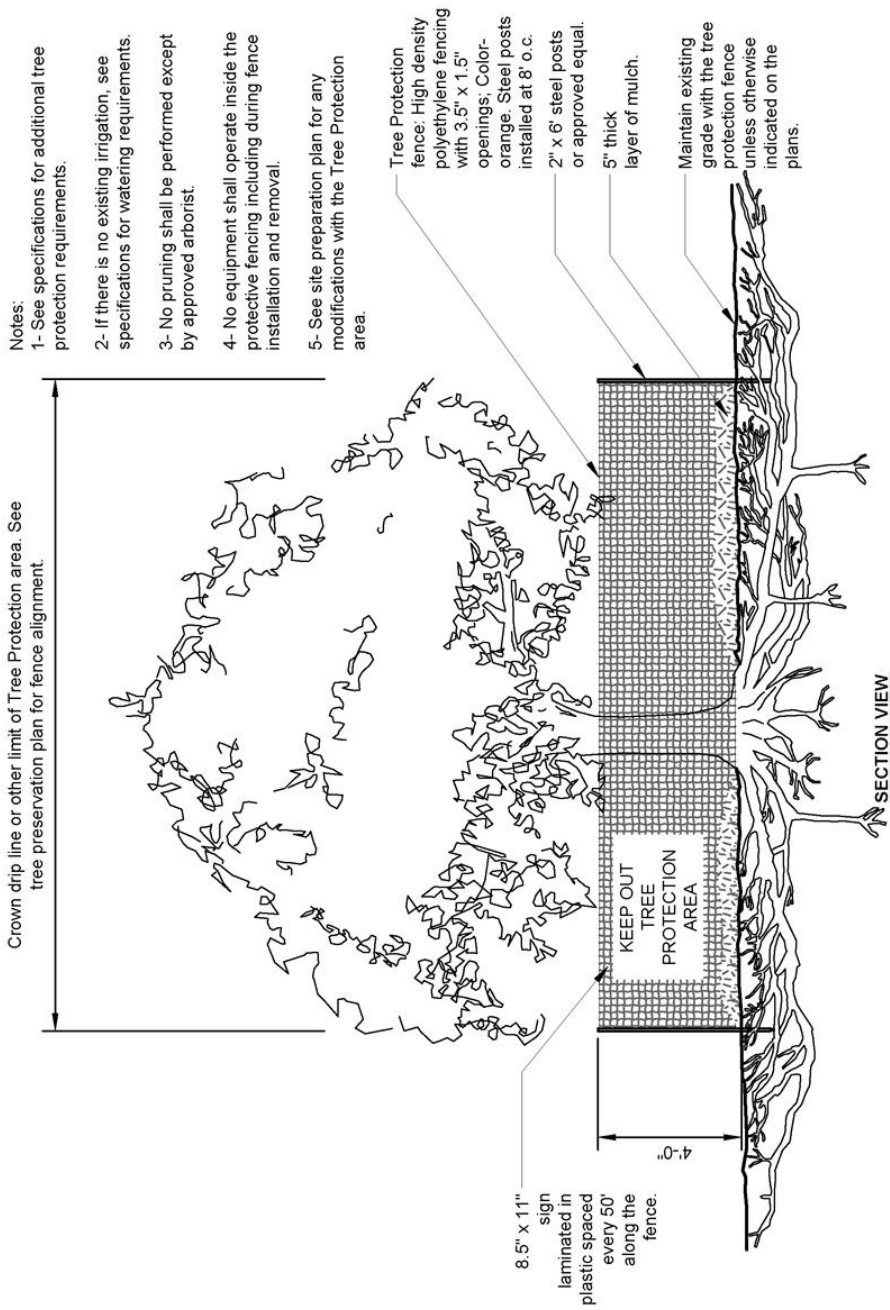 Crown drip line or other limit of Tree Protection area. See
tree preservation plan for fence alignment.
Notes:
1- See specifications for additional tree
protection requirements.
2- If there is no existing irrigation, see
specifications for watering requirements.
3- No pruning shall be performed except
by approved arborist.
4- No equipment shall operate inside the
protective fencing including during fence
installation and removal.
5- See site preparation plan for any
modifications with the Tree Protection
area.
Tree Protection
fence: High density
polyethylene fencing
with 3.5" x 1.5"
openings; Color-
orange. Steel posts
installed at 8' o.c.
2" x 6' steel posts
or approved equal.
5" thick
layer of mulch.
Maintain existing
grade with the tree
protection fence
unless otherwise
indicated on the
plans.
8.5" x 11"
sign
laminated in
plastic spaced
every 50'
along the
fence.
KEEP OUT
TREE
PROTECTION
AREA
4'-0"
SECTION VIEW